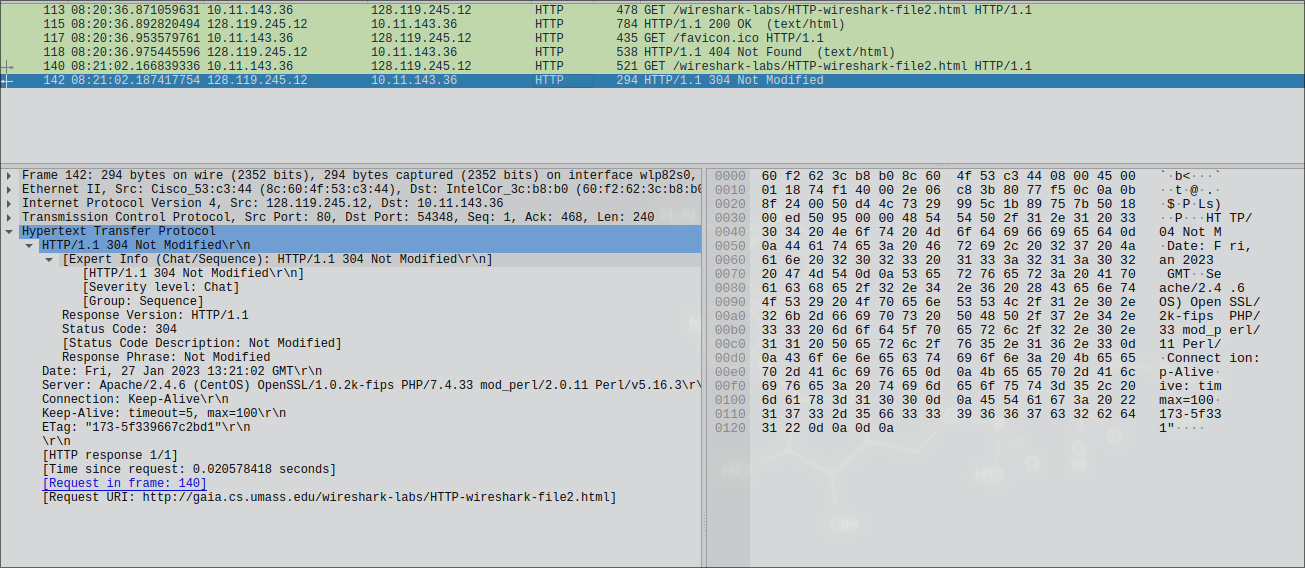 113 08:20:36.871059631 10.11.143.36 128.119.245.12 HTTP 478 GET /wireshark-labs/HTTP-wireshark-file2.html HTTP/1.1
115 08:20:36.892820494 128.119.245.12 10.11.143.36 HTTP 784 HTTP/1.1 200 OK (text/html)
117 08:20:36.953579761 10.11.143.36 128.119.245.12 HTTP 435 GET /favicon.ico HTTP/1.1
118 08:20:36.975445596 128.119.245.12 10.11.143.36 HTTP 538 HTTP/1.1 404 Not Found (text/html)
140 08:21:02.166839336 10.11.143.36 128.119.245.12 HTTP 521 GET /wireshark-labs/HTTP-wireshark-file2.html HTTP/1.1
142 08:21:02.187417754 128.119.245.12 10.11.143.36 HTTP 294 HTTP/1.1 304 Not Modified
Frame 142: 294 bytes on wire (2352 bits), 294 bytes captured (2352 bits) on interface wlp82s0,
Ethernet II, Src: Cisco_53:c3:44 (8c:60:4f:53:c3:44), Dst: IntelCor_3c:b8:b0 (60:f2:62:3c:b8:b0
Internet Protocol Version 4, Src: 128.119.245.12, Dst: 10.11.143.36
Transmission Control Protocol, Src Port: 80, Dst Port: 54348, Seq: 1, Ack: 468, Len: 240
Hypertext Transfer Protocol
HTTP/1.1 304 Not Modified\r\n
[Expert Info (Chat/Sequence): HTTP/1.1 304 Not Modified\r\n]
[HTTP/1.1 304 Not Modified\r\n]
[Severity level: Chat]
[Group: Sequence]
Response Version: HTTP/1.1
Status Code: 304
[Status Code Description: Not Modified]
Response Phrase: Not Modified
Date: Fri, 27 Jan 2023 13:21:02 GMT\r\n
Server: Apache/2.4.6 (CentOS) OpenSSL/1.0.2k-fips PHP/7.4.33 mod_perl/2.0.11 Perl/v5.16.3\r\
Connection: Keep-Alive\r\n
Keep-Alive: timeout=5, max=100\r\n
ETag: "173-5f339667c2bd1"\r\n
\r\n
[HTTP response 1/1]
[Time since request: 0.020578418 seconds]
[Request in frame: 140]
[Request URI: http://gaia.cs.umass.edu/wireshark-labs/HTTP-wireshark-file2.html]
0000 60 f2 62 3c b8 b0 8c 60 4f 53 c3 44 08 00 45 00 `·b<···`
0010 01 18 74 f1 40 00 2e 06 c8 3b 80 77 f5 0c 0a 0b ··t·@·.·
0020 8f 24 00 50 d4 4c 73 29 99 5c 1b 89 75 7b 50 18 ·$·P·Ls)
0030 00 ed 50 95 00 00 48 54 54 50 2f 31 2e 31 20 33 ··P···HT TP/
0040 30 34 20 4e 6f 74 20 4d 6f 64 69 66 69 65 64 0d 04 Not M
0050 0a 44 61 74 65 3a 20 46 72 69 2c 20 32 37 20 4a ·Date: F ri,
0060 61 6e 20 32 30 32 33 20 31 33 3a 32 31 3a 30 32 an 2023
0070 20 47 4d 54 0d 0a 53 65 72 76 65 72 3a 20 41 70 GMT··Se
0080 61 63 68 65 2f 32 2e 34 2e 36 20 28 43 65 6e 74 ache/2.4 .6
0090 4f 53 29 20 4f 70 65 6e 53 53 4c 2f 31 2e 30 2e OS) Open SSL/
00a0 32 6b 2d 66 69 70 73 20 50 48 50 2f 37 2e 34 2e 2k-fips PHP/
00b0 33 33 20 6d 6f 64 5f 70 65 72 6c 2f 32 2e 30 2e 33 mod_p erl/
00c0 31 31 20 50 65 72 6c 2f 76 35 2e 31 36 2e 33 0d 11 Perl/
00d0 0a 43 6f 6e 6e 65 63 74 69 6f 6e 3a 20 4b 65 65 ·Connect ion:
00e0 70 2d 41 6c 69 76 65 0d 0a 4b 65 65 70 2d 41 6c p-Alive·
00f0 69 76 65 3a 20 74 69 6d 65 6f 75 74 3d 35 2c 20 ive: tim
0100 6d 61 78 3d 31 30 30 0d 0a 45 54 61 67 3a 20 22 max=100·
0110 31 37 33 2d 35 66 33 33 39 36 36 37 63 32 62 64 173-5f33
0120 31 22 0d 0a 0d 0a 1"····
HO
HO
O
O
OH